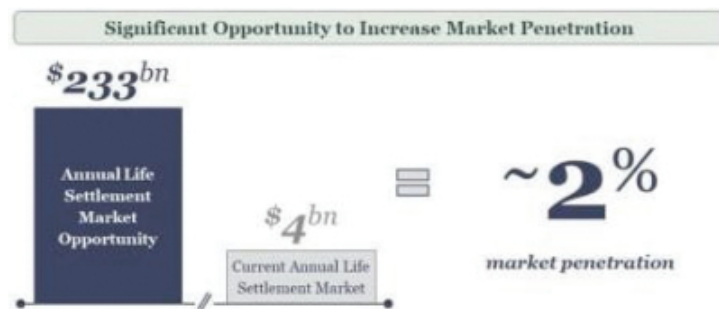 Significant Opportunity to Increase Market Penetration
$233bn
Annual Life
Settlement
Market
Opportunity
$4bn
Current Annual Life
Settlement Market
=
~2%
market penetration